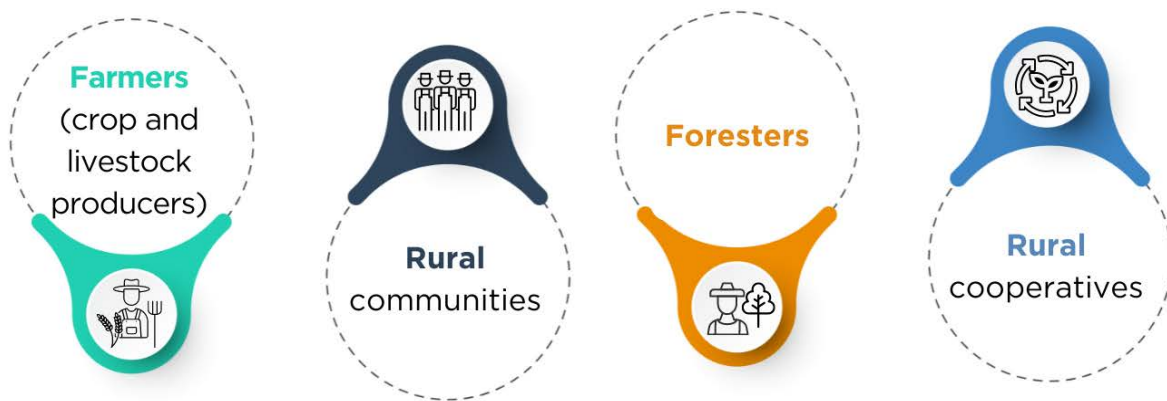 Farmers
(crop and
livestock
producers)
Rural
communities
Foresters
Rural
cooperatives